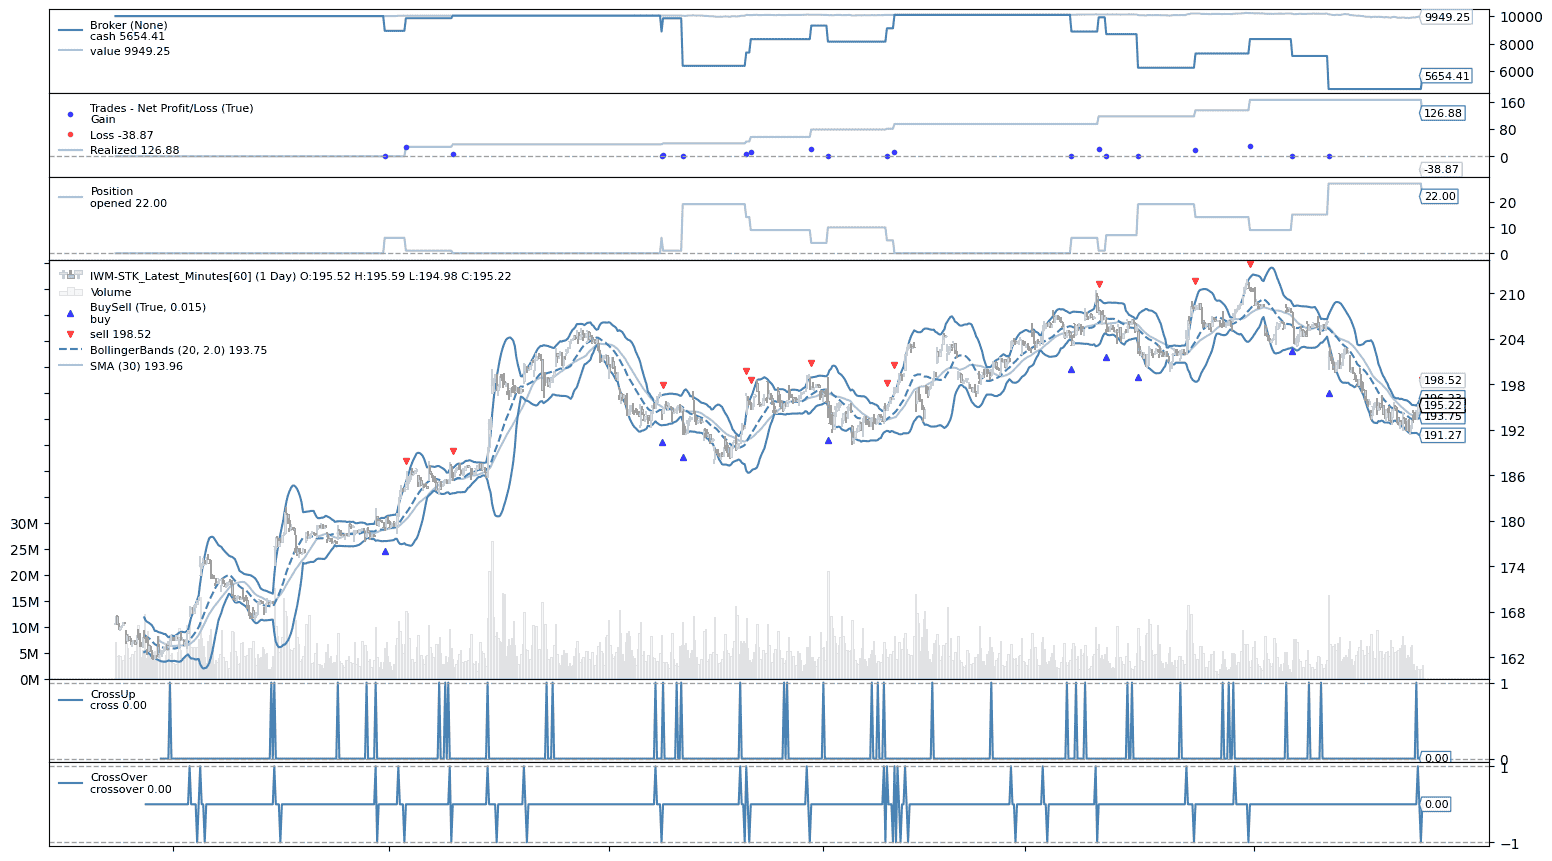 Broker (None)
cash 5654.41
value 9949.25
9949.25
5654.41
10000
8000
6000
Trades - Net Profit/Loss (True)
Gain
Loss -38.87
Realized 126.88
126.88
-38.87
160
80
0
Position
opened 22.00
22.00
20
10
0
IWM-STK_Latest_Minutes[60] (1 Day) O:195.52 H:195.59 L:194.98 C:195.22
Volume
BuySell (True, 0.015)
buy
sell 198.52
BollingerBands (20, 2.0) 193.75
SMA (30) 193.96
198.52
195.22
193.75
191.27
210
204
198
192
186
180
174
168
162
30M
25M
20M
15M
10M
5M
0M
CrossUp
cross 0.00
0.00
1
0
CrossOver
crossover 0.00
0.00
1
−1